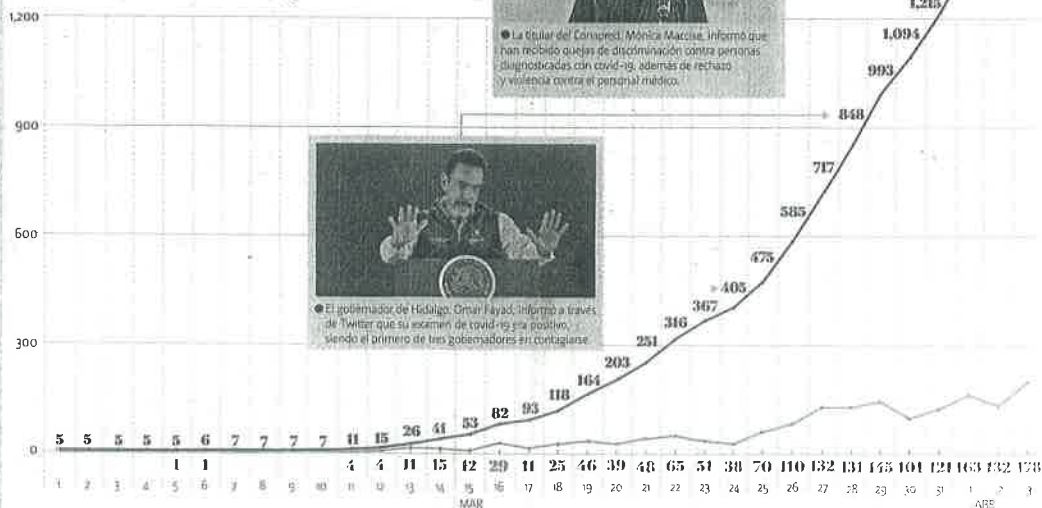 1,200
1,215
1,094
993
● La titular del Conapred, Mónica Maccise, informó que
han recibido quejas de discriminación contra personas
diagnosticadas con covid-19, además de rechazo
y violencia contra el personal médico.
900
848
717
600
585
475
405
367
316
● El gobernador de Hidalgo, Omar Fayad, informó a través
de Twitter que su examen de covid-19 era positivo,
siendo el primero de tres gobernadores en contagiarse.
300
251
203
164
118
93
82
53
41
26
0
5 5 5 5 5 6 7 7 7 7 11 15
1 1 4 4 11 15 12 29 11 25 46 39 48 65 51 38 70 110 132 131 145 101 121 163 132 178
1 2 3 4 5 6 7 8 9 10 11 12 13 14 15 16 17 18 19 20 21 22 23 24 25 26 27 28 29 30 31 1 2 3
MAR ABR